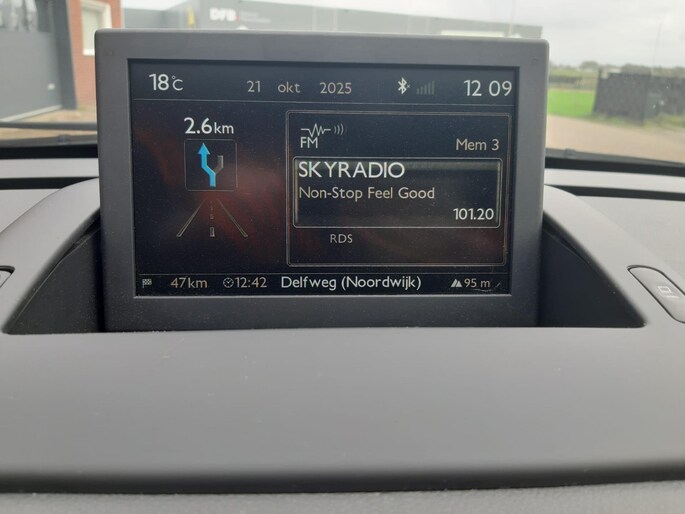 DFB
18°C
21 okt 2025
12 09
2.6km
FM
Mem 3
SKYRADIO
Non-Stop Feel Good
101.20
RDS
47km
12:42
Delfweg (Noordwijk)
95 m